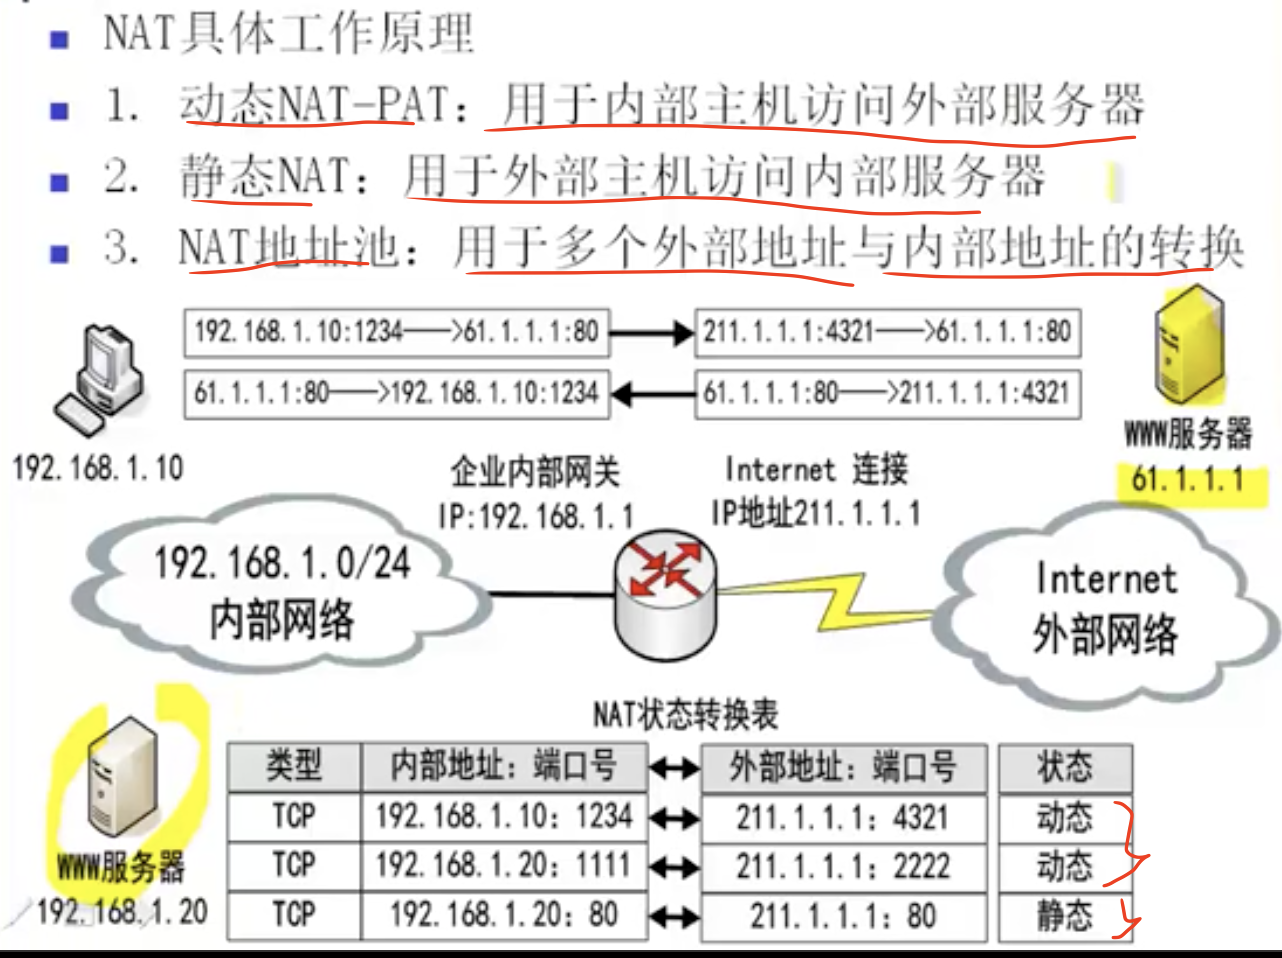 NAT具体工作原理
1. 动态NAT-PAT：用于内部主机访问外部服务器
2. 静态NAT：用于外部主机访问内部服务器
3. NAT地址池：用于多个外部地址与内部地址的转换
192.168.1.10:1234——>61.1.1.1:80
211.1.1.1:4321——>61.1.1.1:80
61.1.1.1:80——>192.168.1.10:1234
61.1.1.1:80——>211.1.1.1:4321
192.168.1.10
企业内部网关
IP:192.168.1.1
Internet 连接
IP地址211.1.1.1
WWW服务器
61.1.1.1
192.168.1.0/24
内部网络
Internet
外部网络
NAT状态转换表
类型 内部地址：端口号 外部地址：端口号 状态
TCP 192.168.1.10：1234 211.1.1.1：4321 动态
TCP 192.168.1.20：1111 211.1.1.1：2222 动态
TCP 192.168.1.20：80 211.1.1.1：80 静态
WWW服务器
192.168.1.20